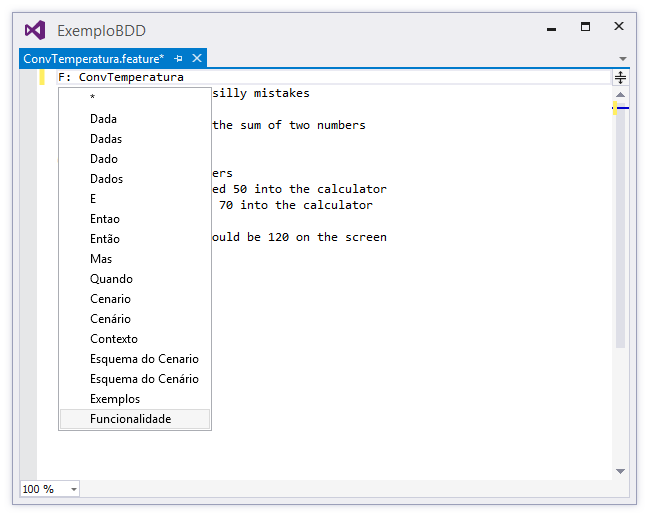 ExemploBDD
ConvTemperatura.feature*
F: ConvTemperatura
silly mistakes
the sum of two numbers
ers
ed 50 into the calculator
70 into the calculator
ould be 120 on the screen
*
Dada
Dadas
Dado
Dados
E
Entao
Então
Mas
Quando
Cenario
Cenário
Contexto
Esquema do Cenario
Esquema do Cenário
Exemplos
Funcionalidade
100 %